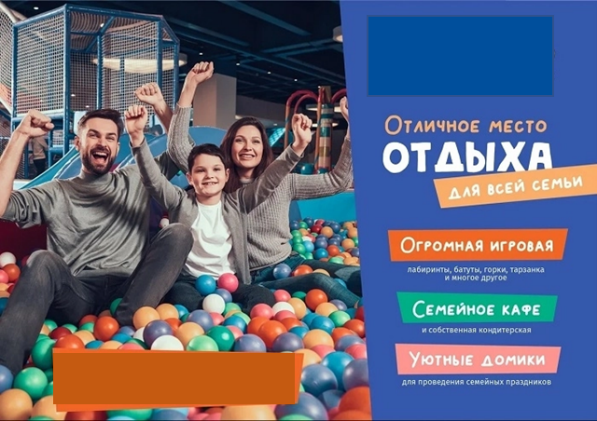 Отличное место
ОТДЫХА
для всей семьи
Огромная игровая
лабиринты, батуты, горки, тарзанка
и многое другое
Семейное кафе
и собственная кондитерская
Уютные домики
для проведения семейных праздников